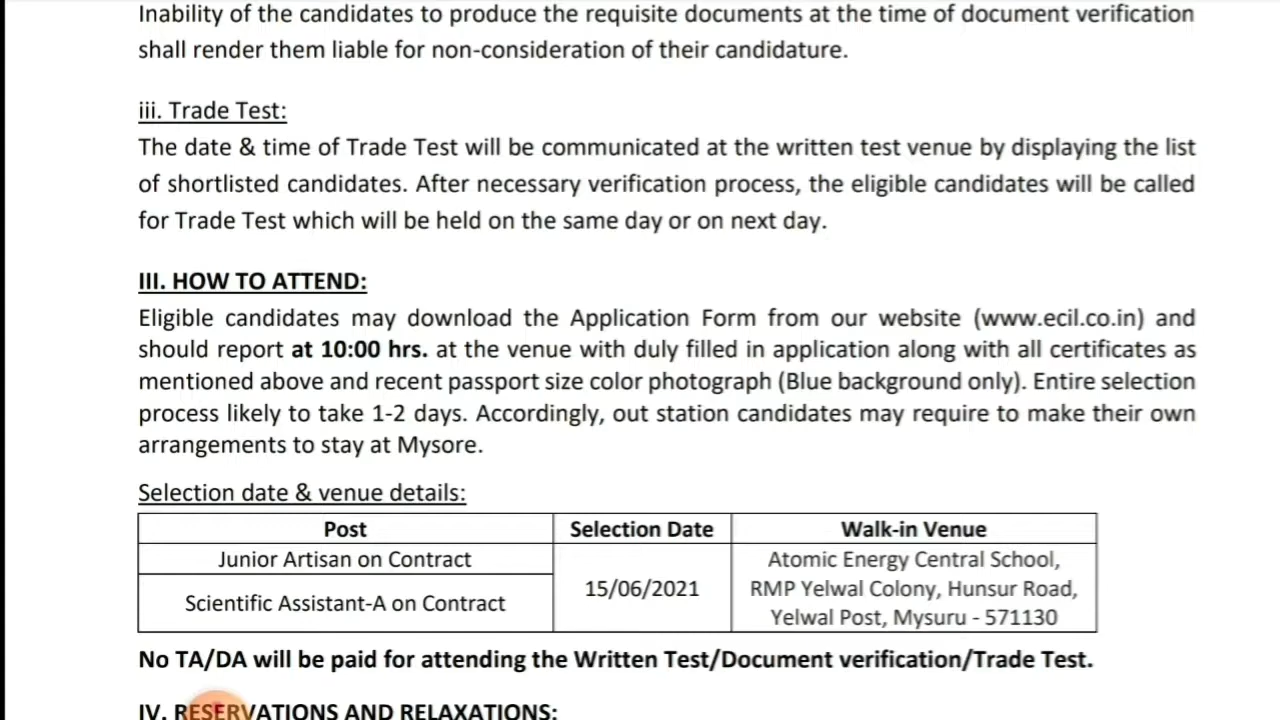 Inability of the candidates to produce the requisite documents at the time of document verification
shall render them liable for non-consideration of their candidature.
iii. Trade Test:
The date & time of Trade Test will be communicated at the written test venue by displaying the list
of shortlisted candidates. After necessary verification process, the eligible candidates will be called
for Trade Test which will be held on the same day or on next day.
III. HOW TO ATTEND:
Eligible candidates may download the Application Form from our website (www.ecil.co.in) and
should report at 10:00 hrs. at the venue with duly filled in application along with all certificates as
mentioned above and recent passport size color photograph (Blue background only). Entire selection
process likely to take 1-2 days. Accordingly, out station candidates may require to make their own
arrangements to stay at Mysore.
Selection date & venue details:
Post Selection Date Walk-in Venue
Junior Artisan on Contract
Scientific Assistant-A on Contract
15/06/2021
Atomic Energy Central School,
RMP Yelwal Colony, Hunsur Road,
Yelwal Post, Mysuru - 571130
No TA/DA will be paid for attending the Written Test/Document verification/Trade Test.
IV. RESERVATIONS AND RELAXATIONS: